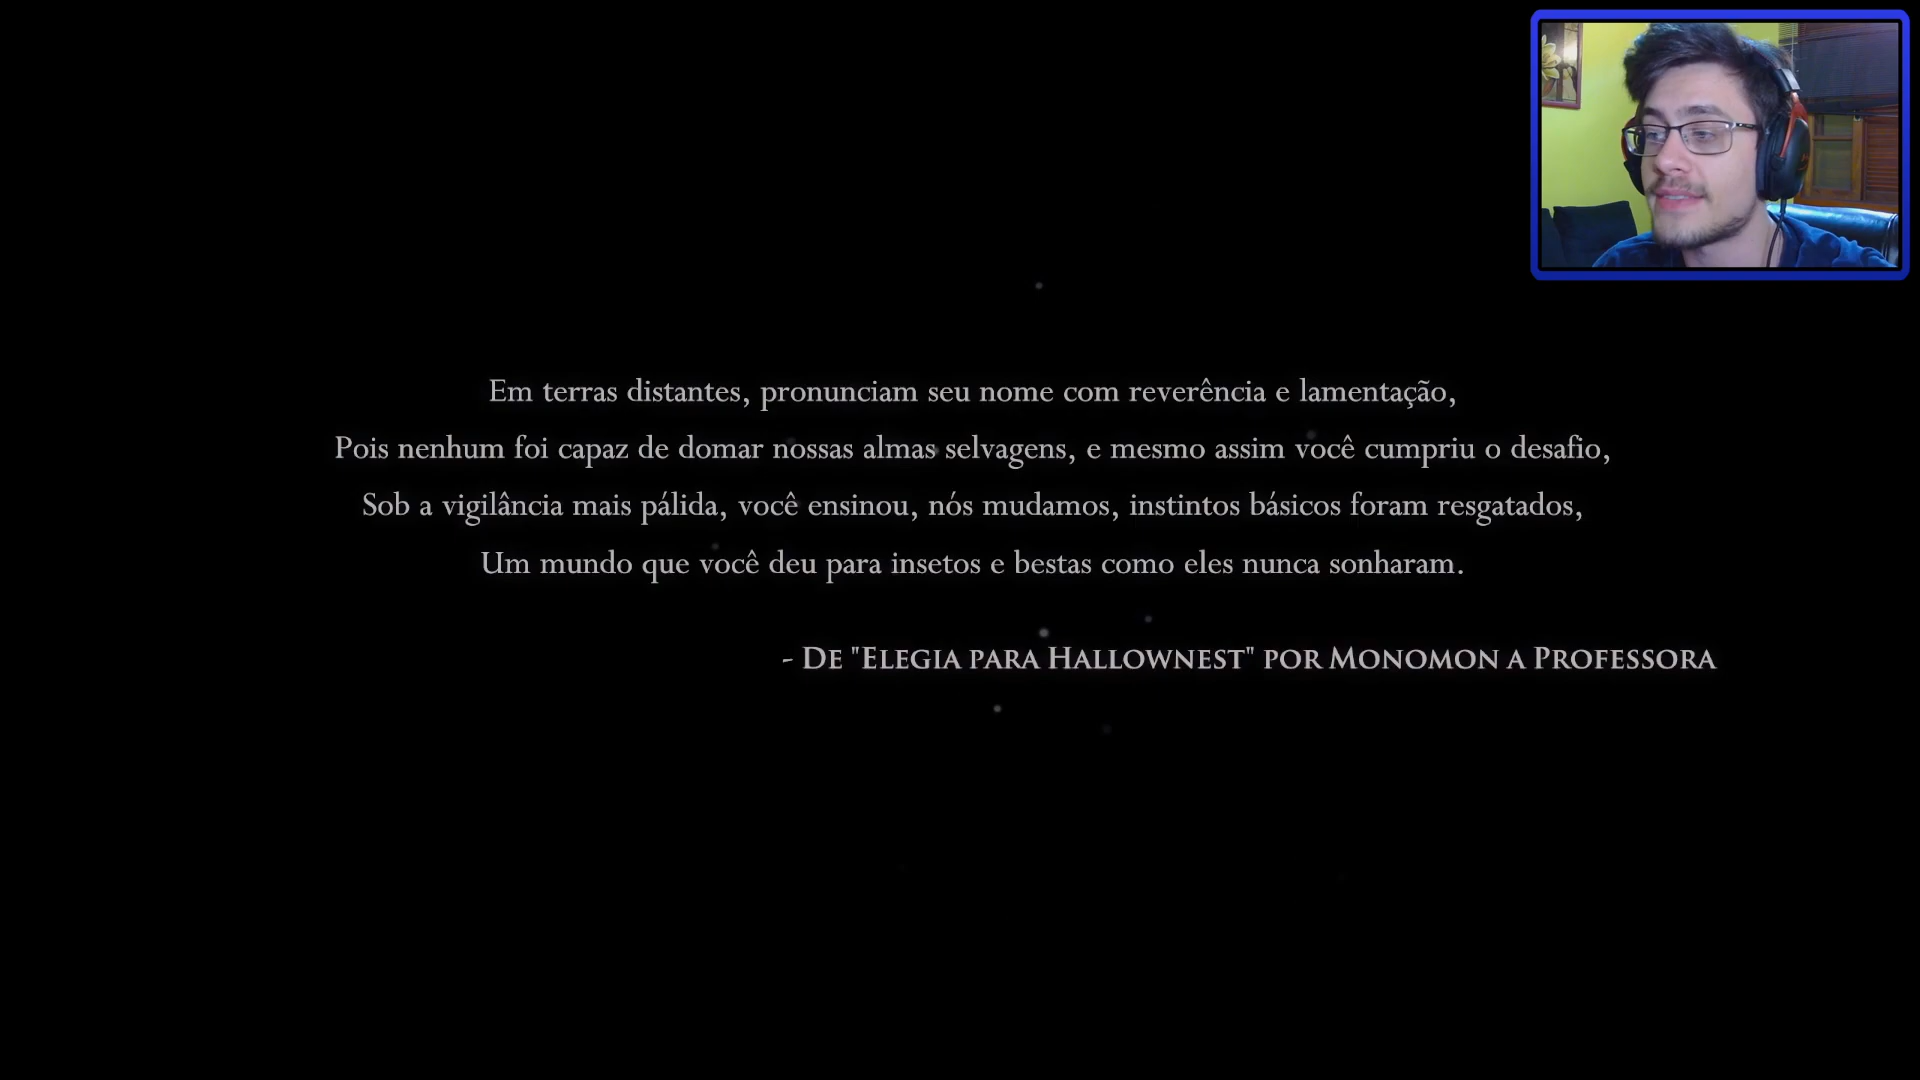 Em terras distantes, pronunciam seu nome com reverência e lamentação,
Pois nenhum foi capaz de domar nossas almas selvagens, e mesmo assim você cumpriu o desafio,
Sob a vigilância mais pálida, você ensinou, nós mudamos, instintos básicos foram resgatados,
Um mundo que você deu para insetos e bestas como eles nunca sonharam.
- De "Elegia para Hallownest" por Monomon a Professora